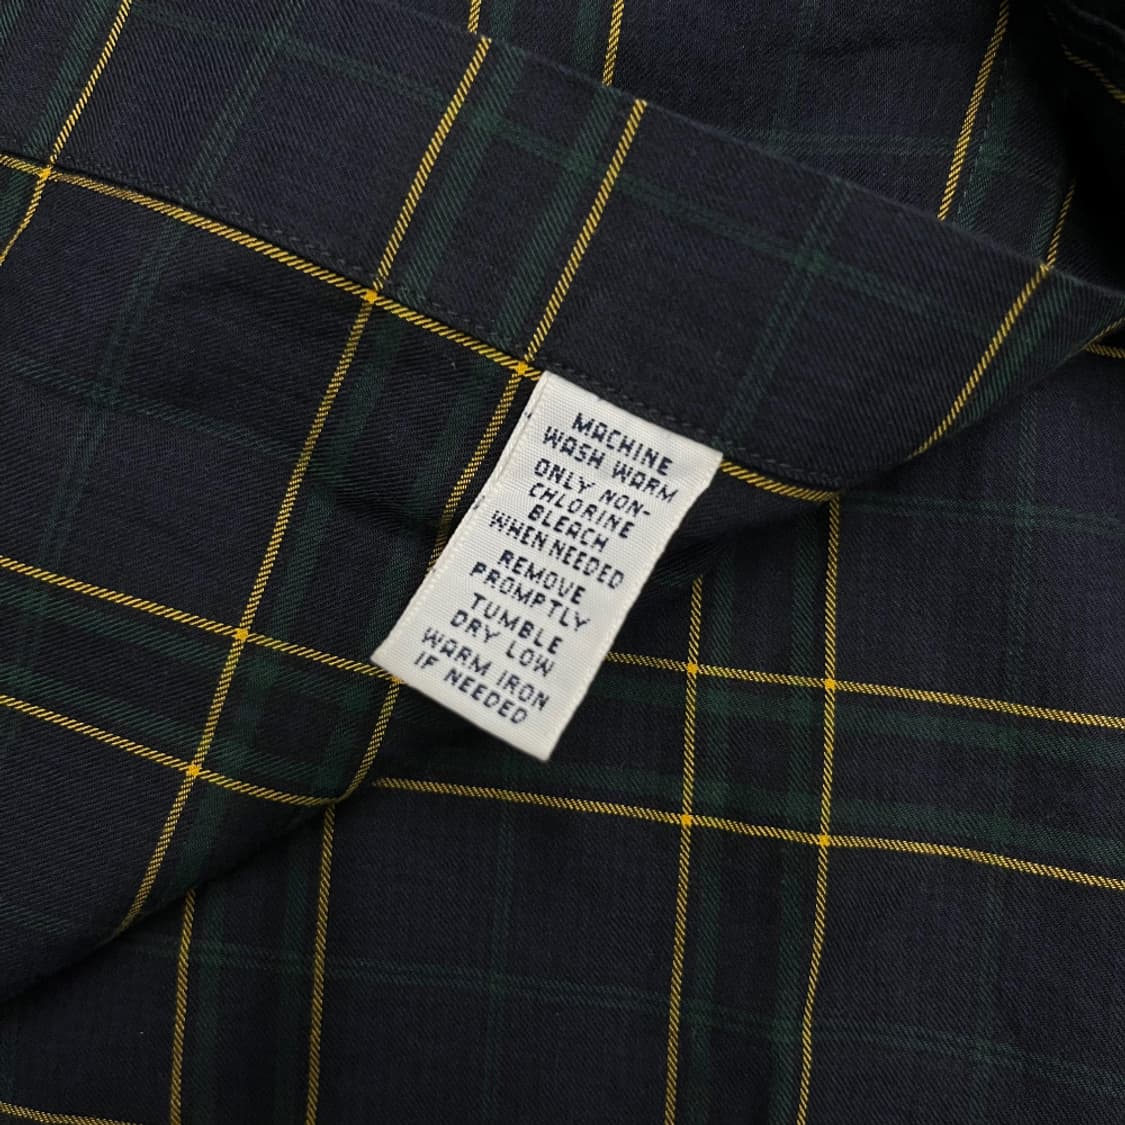 MACHINE
WASH WARM
ONLY NON-
CHLORINE
BLEACH
WHEN NEEDED
REMOVE
PROMPTLY
TUMBLE
DRY LOW
WARM IRON
IF NEEDED